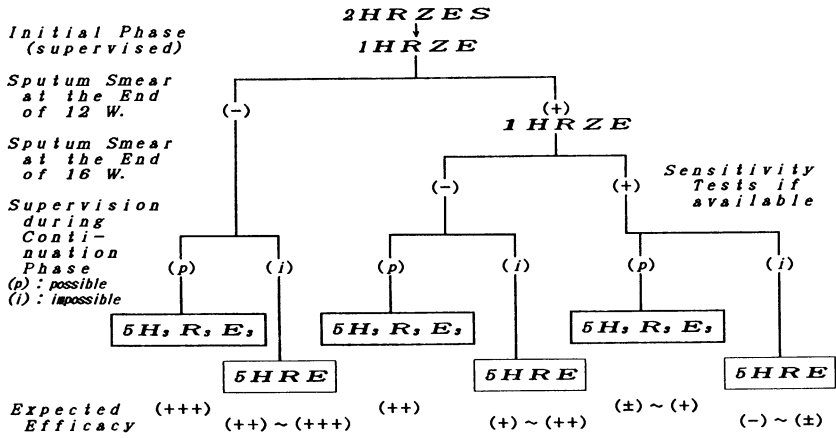 2HRZES
Initial Phase
(supervised)
1HRZE
Sputum Smear
at the End
of 12 W.
(-)
(+)
1HRZE
Sputum Smear
at the End
of 16 W.
(-)
(+)
Sensitivity
Tests if
available
Supervision
during
Conti-
nuation
Phase
(p): possible
(i): impossible
(p)
(i)
(p)
(i)
(p)
(i)
5H₃R₃E₃
5H₃R₃E₃
5H₃R₃E₃
5HRE
5HRE
5HRE
Expected
Efficacy
(+++)
(++)~(+++)
(++)
(+)~(++)
(±)~(+)
(-)~(±)